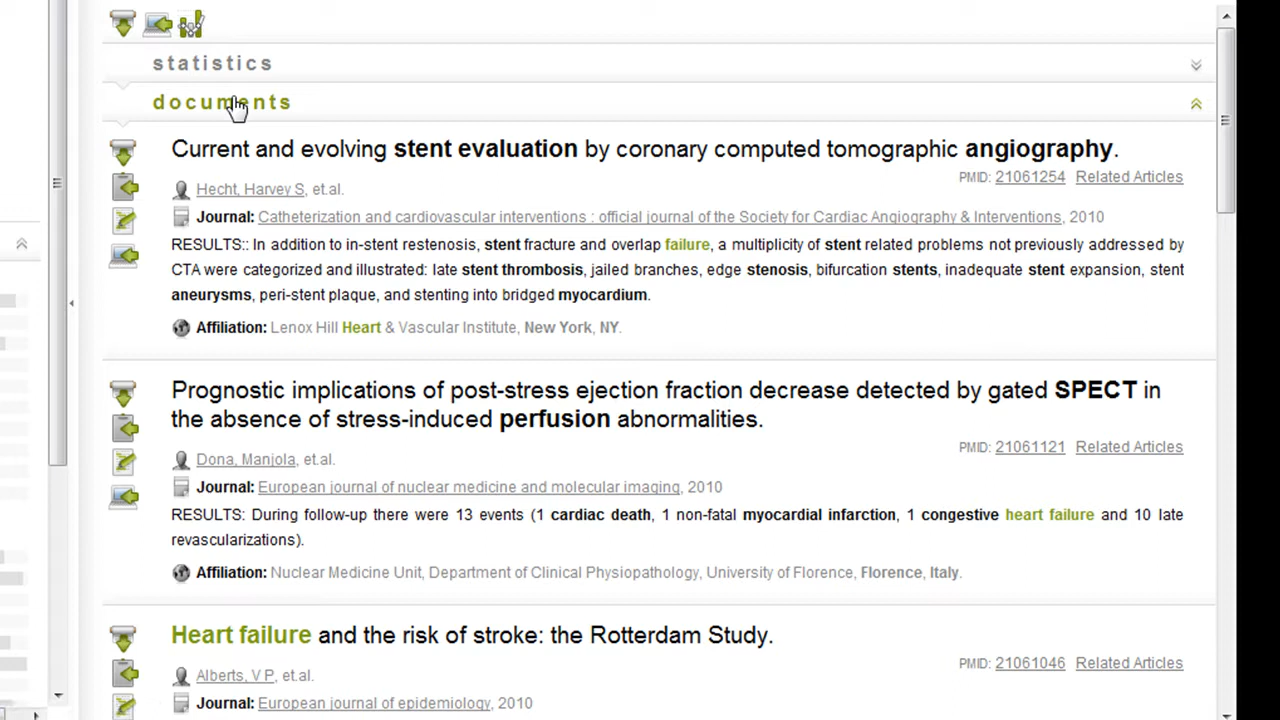 statistics
documents
Current and evolving stent evaluation by coronary computed tomographic angiography.
PMID: 21061254 Related Articles
Hecht, Harvey S, et.al.
Journal: Catheterization and cardiovascular interventions : official journal of the Society for Cardiac Angiography & Interventions, 2010
RESULTS:: In addition to in-stent restenosis, stent fracture and overlap failure, a multiplicity of stent related problems not previously addressed by
CTA were categorized and illustrated: late stent thrombosis, jailed branches, edge stenosis, bifurcation stents, inadequate stent expansion, stent
aneurysms, peri-stent plaque, and stenting into bridged myocardium.
Affiliation: Lenox Hill Heart & Vascular Institute, New York, NY.
Prognostic implications of post-stress ejection fraction decrease detected by gated SPECT in
the absence of stress-induced perfusion abnormalities.
PMID: 21061121 Related Articles
Dona, Manjola, et.al.
Journal: European journal of nuclear medicine and molecular imaging, 2010
RESULTS: During follow-up there were 13 events (1 cardiac death, 1 non-fatal myocardial infarction, 1 congestive heart failure and 10 late
revascularizations).
Affiliation: Nuclear Medicine Unit, Department of Clinical Physiopathology, University of Florence, Florence, Italy.
Heart failure and the risk of stroke: the Rotterdam Study.
PMID: 21061046 Related Articles
Alberts, V P, et.al.
Journal: European journal of epidemiology, 2010